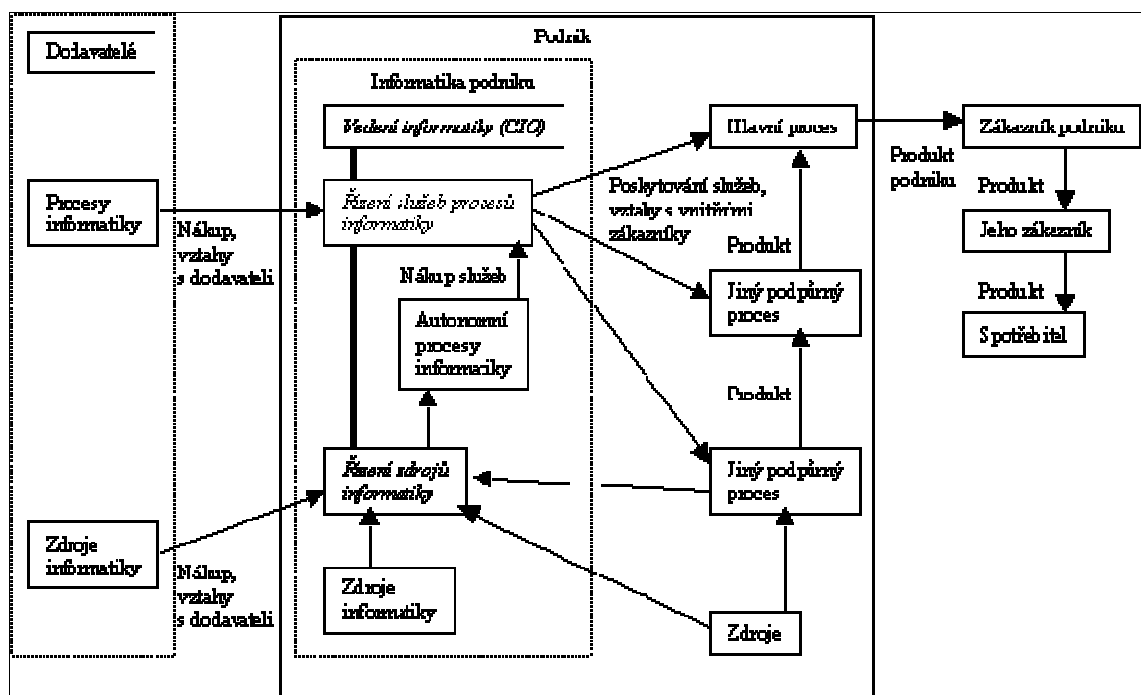 Dodavatelé
Procesy
informatiky
Zdroje
informatiky
Nákup,
vztahy
s dodavateli
Nákup,
vztahy
s dodavateli
Podnik
Informatika podniku
Vedení informatiky (CIO)
Řízení služeb procesů
informatiky
Nákup služeb
Autonomní
procesy
informatiky
Řízení zdrojů
informatiky
Zdroje
informatiky
Hlavní proces
Poskytování služeb,
vztahy s vnitřními
zákazníky
Produkt
Jiný podpůrný
proces
Produkt
Jiný podpůrný
proces
Zdroje
Produkt
podniku
Zákazník podniku
Produkt
Jeho zákazník
Produkt
Spotřebitel